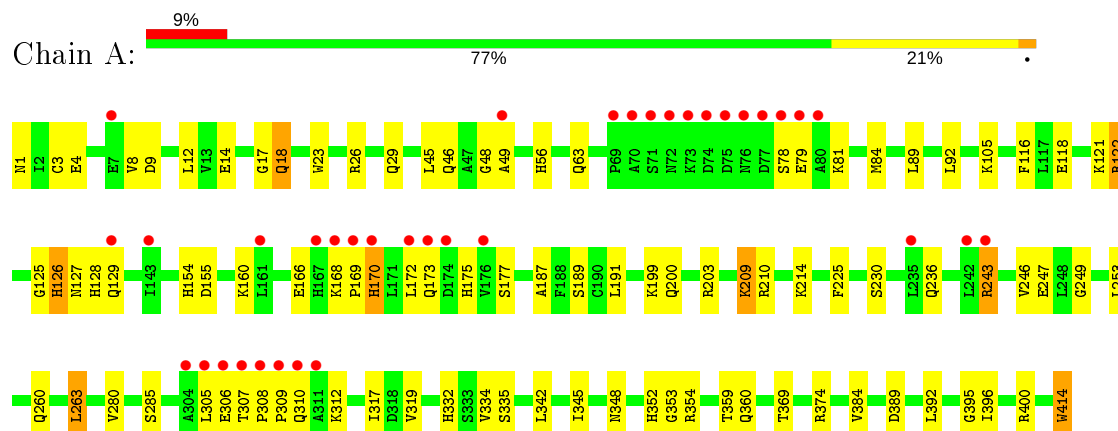 9%
Chain A:
77% 21% .
N1 I2 C3 E4 E7 V8 D9 L12 V13 E14 G17 Q18 W23 R26 Q29 L45 Q46 A47 G48 A49 H56 Q63 P69 A70 S71 N72 K73 D74 D75 N76 D77 S78 E79 A80 K81 M84 L89 L92 K105 F116 L117 E118 K121
G125 H126 N127 H128 Q129 I143 H154 D155 K160 L161 E166 H167 K168 P169 H170 L171 L172 Q173 D174 H175 V176 S177 A187 F188 S189 C190 L191 K199 Q200 R203 K209 R210 K214 F225 S230 L235 Q236 L242 R243 V246 E247 L248 G249
Q260 L263 V280 S285 A304 L305 E306 T307 P308 P309 Q310 A311 K312 I317 D318 V319 H332 S333 V334 S335 L342 I345 N348 H352 G353 R354 T359 Q360 T369 R374 V384 D389 L392 G395 I396 R400 W414